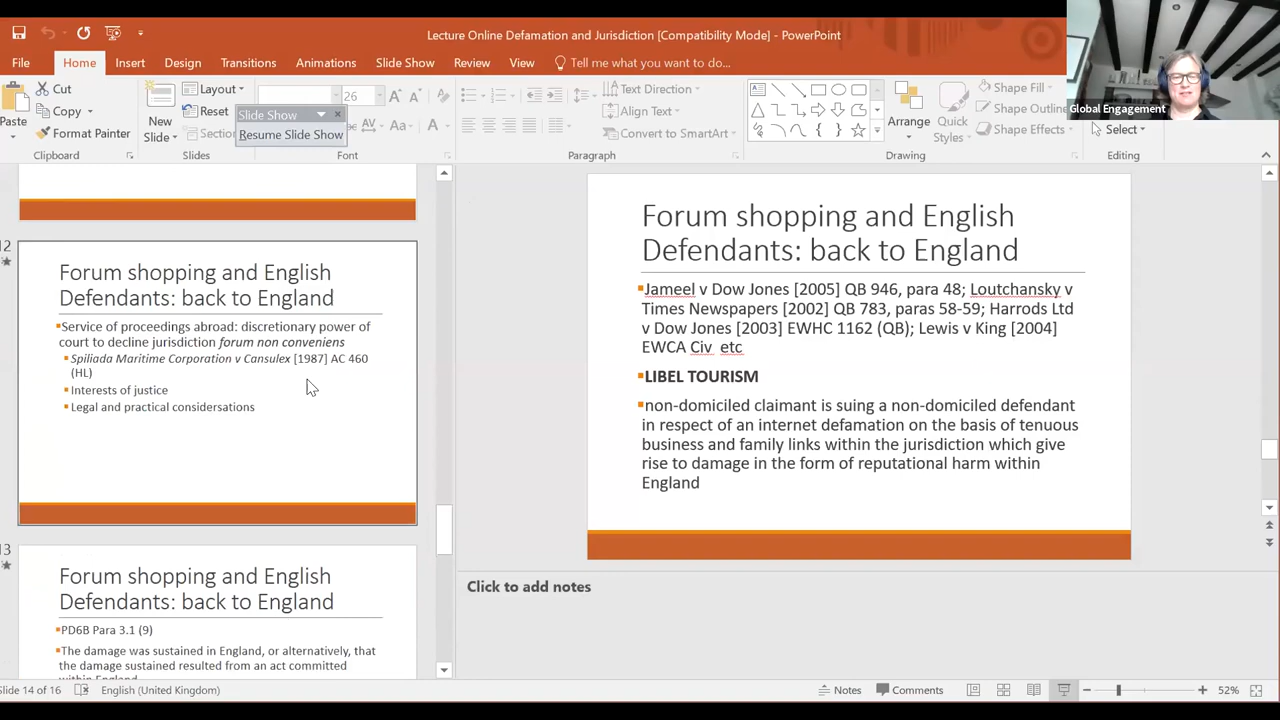 Lecture Online Defamation and Jurisdiction [Compatibility Mode] - PowerPoint
File Home Insert Design Transitions Animations Slide Show Review View Tell me what you want to do...
Global Engagement
Paste
Cut
Copy
Format Painter
Clipboard
New Slide
Layout
Reset
Slides
Slide Show
Resume Slide Show
26
Aa
Font
Text Direction
Align Text
Convert to SmartArt
Paragraph
Arrange
Quick Styles
Shape Fill
Shape Outline
Shape Effects
Drawing
Select
Editing
12
Forum shopping and English
Defendants: back to England
Service of proceedings abroad: discretionary power of
court to decline jurisdiction forum non conveniens
Spiliada Maritime Corporation v Cansulex [1987] AC 460
(HL)
Interests of justice
Legal and practical considersations
13
Forum shopping and English
Defendants: back to England
PD6B Para 3.1 (9)
The damage was sustained in England, or alternatively, that
the damage sustained resulted from an act committed
within England
Forum shopping and English
Defendants: back to England
Jameel v Dow Jones [2005] QB 946, para 48; Loutchansky v
Times Newspapers [2002] QB 783, paras 58-59; Harrods Ltd
v Dow Jones [2003] EWHC 1162 (QB); Lewis v King [2004]
EWCA Civ etc
LIBEL TOURISM
non-domiciled claimant is suing a non-domiciled defendant
in respect of an internet defamation on the basis of tenuous
business and family links within the jurisdiction which give
rise to damage in the form of reputational harm within
England
Click to add notes
Slide 14 of 16 English (United Kingdom) Notes Comments 52%